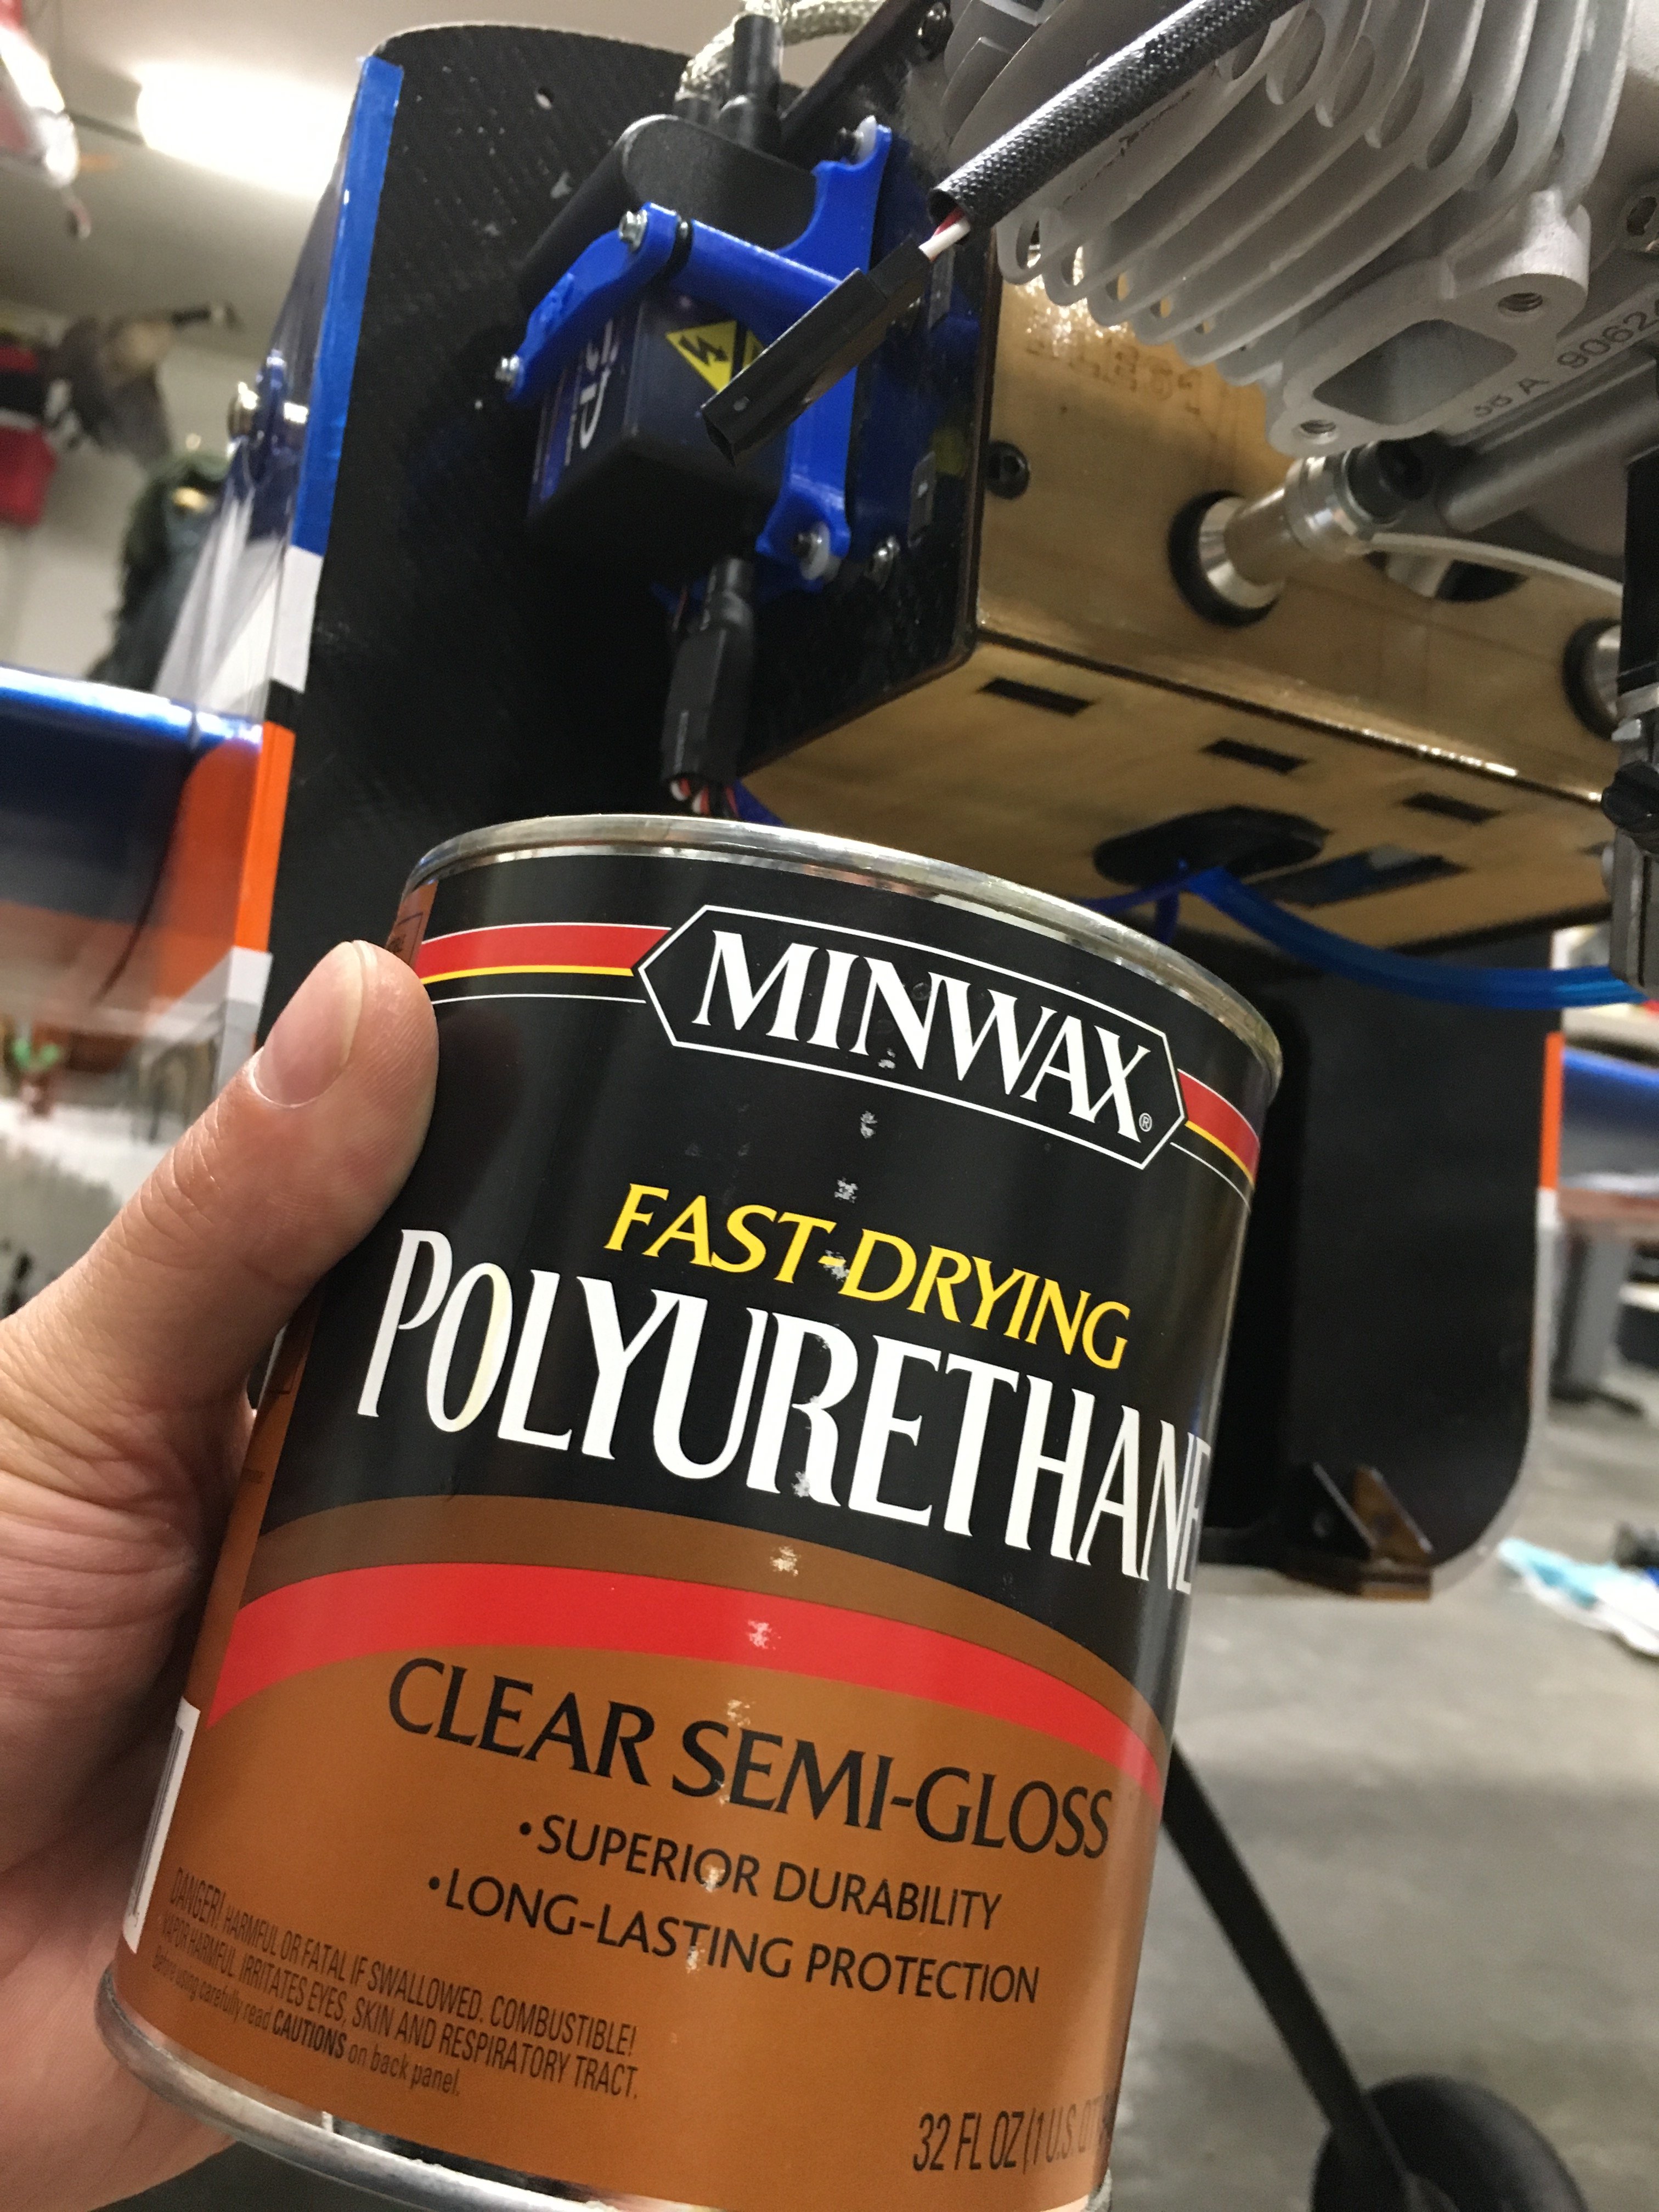 MINWAX®
FAST-DRYING
POLYURETHANE
CLEAR SEMI-GLOSS
•SUPERIOR DURABILITY
•LONG-LASTING PROTECTION
DANGER! HARMFUL OR FATAL IF SWALLOWED. COMBUSTIBLE!
VAPOR HARMFUL. IRRITATES EYES, SKIN AND RESPIRATORY TRACT.
Before using carefully read CAUTIONS on back panel.
32 FL OZ (1 U.S. QT